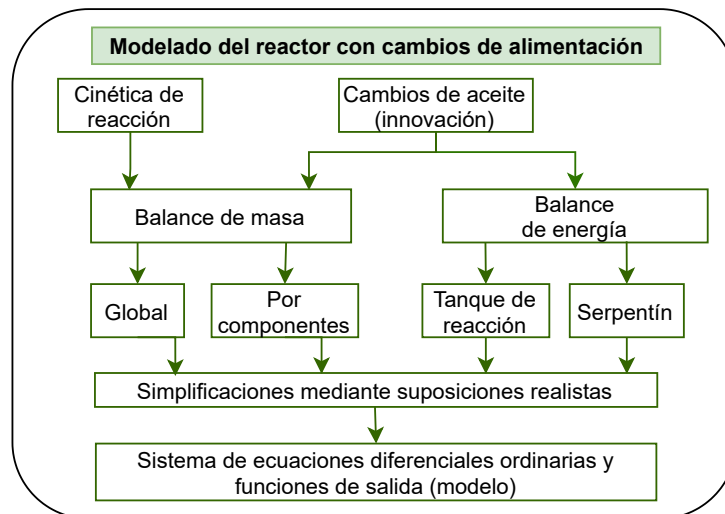 Modelado del reactor con cambios de alimentación
Cinética de
reacción
Cambios de aceite
(innovación)
Balance de masa
Balance
de energía
Global
Por
componentes
Tanque de
reacción
Serpentín
Simplificaciones mediante suposiciones realistas
Sistema de ecuaciones diferenciales ordinarias y
funciones de salida (modelo)